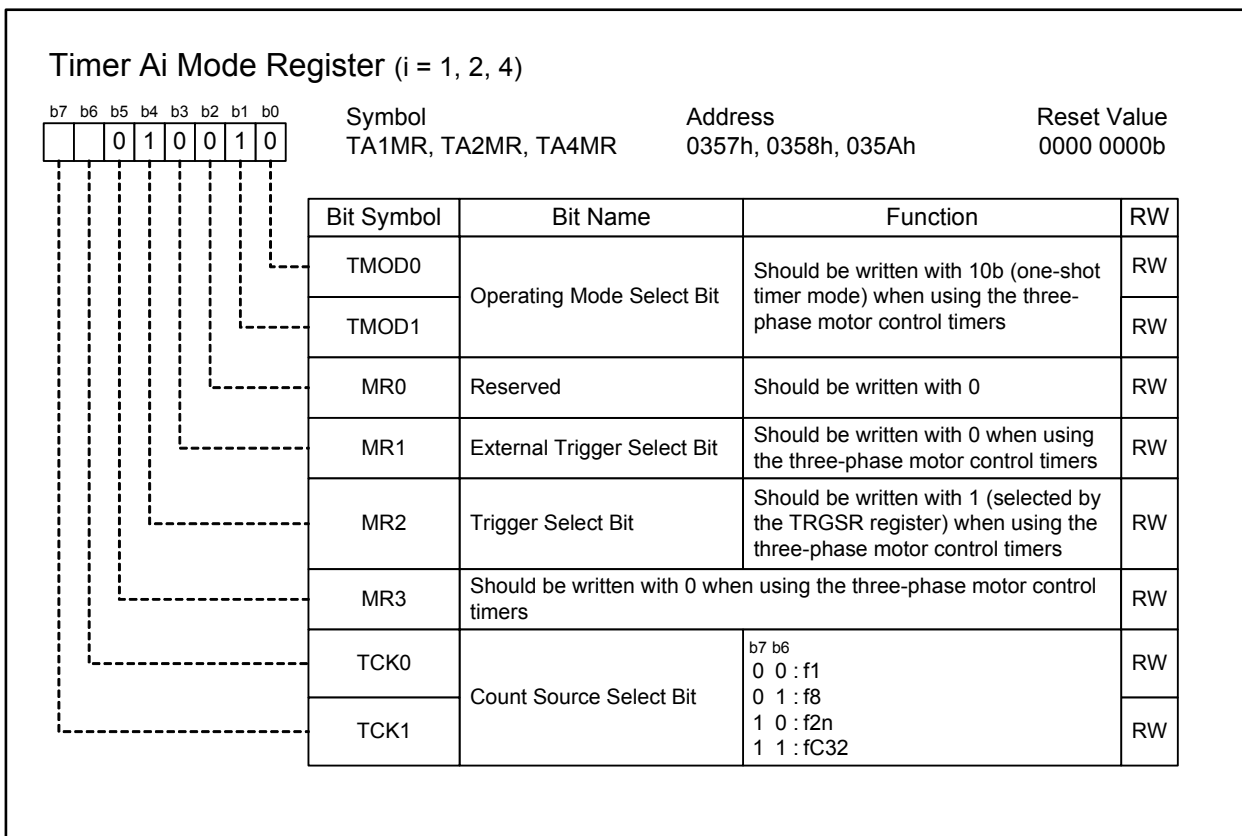 Timer Ai Mode Register (i = 1, 2, 4)
b7 b6 b5 b4 b3 b2 b1 b0
0 1 0 0 1 0
Symbol Address Reset Value
TA1MR, TA2MR, TA4MR 0357h, 0358h, 035Ah 0000 0000b
Bit Symbol Bit Name Function RW
TMOD0
TMOD1
Operating Mode Select Bit
Should be written with 10b (one-shot
timer mode) when using the three-
phase motor control timers
RW
RW
MR0 Reserved Should be written with 0 RW
MR1 External Trigger Select Bit
Should be written with 0 when using
the three-phase motor control timers
RW
MR2 Trigger Select Bit
Should be written with 1 (selected by
the TRGSR register) when using the
three-phase motor control timers
RW
MR3
Should be written with 0 when using the three-phase motor control
timers
RW
TCK0
TCK1
Count Source Select Bit
b7 b6
0 0 : f1
0 1 : f8
1 0 : f2n
1 1 : fC32
RW
RW